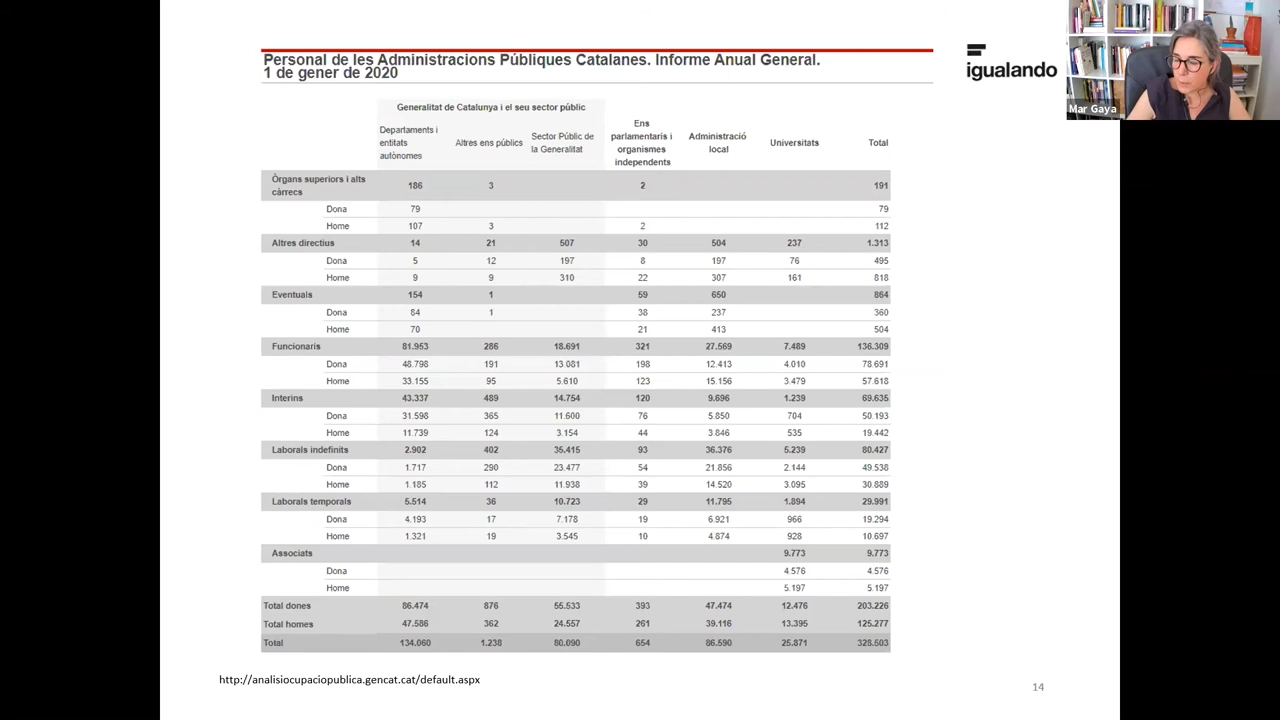 Personal de les Administracions Públiques Catalanes. Informe Anual General.
1 de gener de 2020
igualando
Mar Gaya
Generalitat de Catalunya i el seu sector públic
Departaments i entitats autònomes Altres ens públics Sector Públic de la Generalitat Ens parlamentaris i organismes independents Administració local Universitats Total
Òrgans superiors i alts càrrecs 186 3 2 191
Dona 79 79
Home 107 3 2 112
Altres directius 14 21 507 30 504 237 1.313
Dona 5 12 197 8 197 76 495
Home 9 9 310 22 307 161 818
Eventuals 154 1 59 650 864
Dona 84 1 38 237 360
Home 70 21 413 504
Funcionaris 81.953 286 18.691 321 27.569 7.489 136.309
Dona 48.798 191 13.081 198 12.413 4.010 78.691
Home 33.155 95 5.610 123 15.156 3.479 57.618
Interins 43.337 489 14.754 120 9.696 1.239 69.635
Dona 31.598 365 11.600 76 5.850 704 50.193
Home 11.739 124 3.154 44 3.846 535 19.442
Laborals indefinits 2.902 402 35.415 93 36.376 5.239 80.427
Dona 1.717 290 23.477 54 21.856 2.144 49.538
Home 1.185 112 11.938 39 14.520 3.095 30.889
Laborals temporals 5.514 36 10.723 29 11.795 1.894 29.991
Dona 4.193 17 7.178 19 6.921 966 19.294
Home 1.321 19 3.545 10 4.874 928 10.697
Associats 9.773 9.773
Dona 4.576 4.576
Home 5.197 5.197
Total dones 86.474 876 55.533 393 47.474 12.476 203.226
Total homes 47.586 362 24.557 261 39.116 13.395 125.277
Total 134.060 1.238 80.090 654 86.590 25.871 328.503
http://analisiocupaciopublica.gencat.cat/default.aspx
14